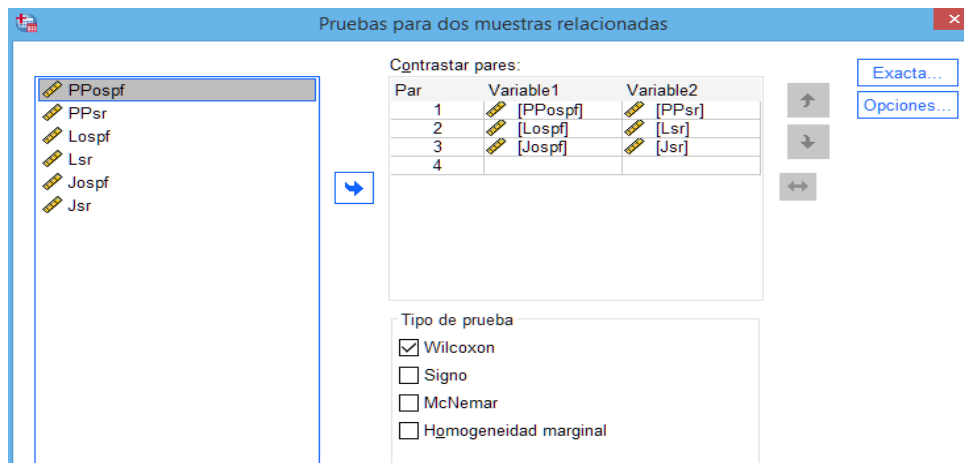 Pruebas para dos muestras relacionadas
PPospf
PPsr
Lospf
Lsr
Jospf
Jsr
Contrastar pares:
Par Variable1 Variable2
1 [PPospf] [PPsr]
2 [Lospf] [Lsr]
3 [Jospf] [Jsr]
4
Exacta...
Opciones...
Tipo de prueba
Wilcoxon
Signo
McNemar
Homogeneidad marginal